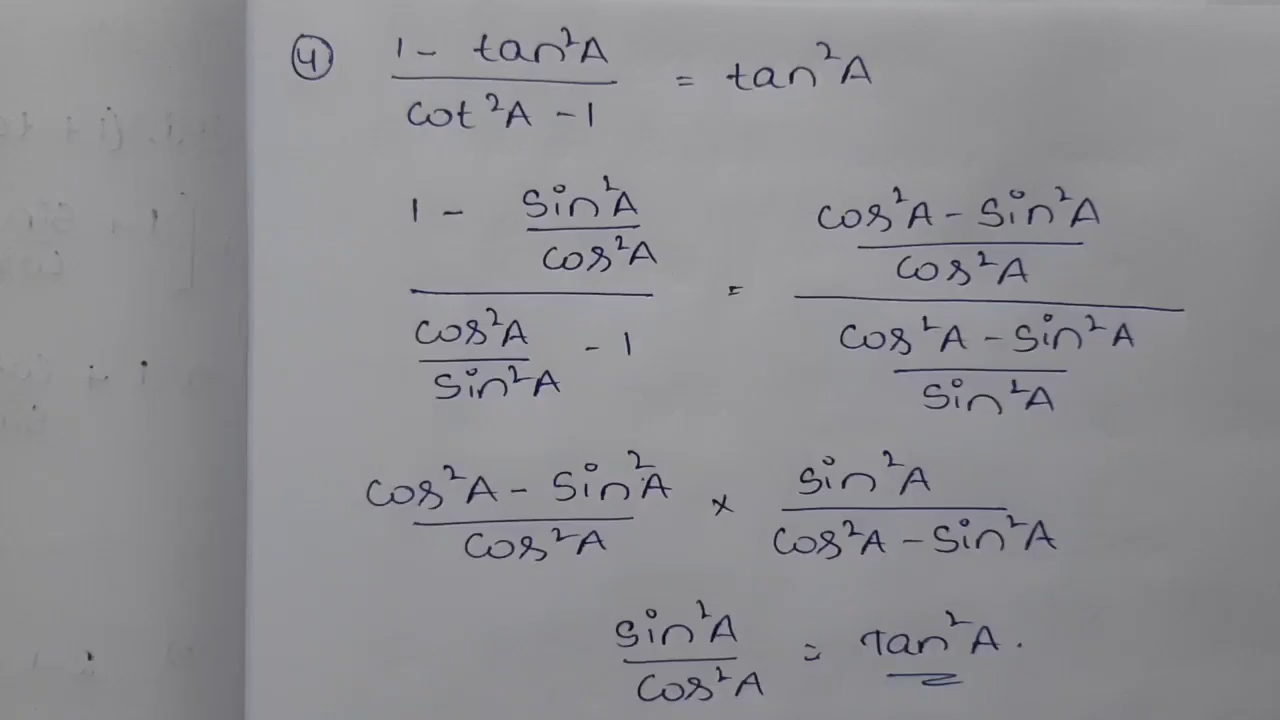 ④ 1 - tan²A / cot²A - 1 = tan²A
1 - sin²A / cos²A / cos²A / sin²A - 1 = cos²A - sin²A / cos²A / cos²A - sin²A / sin²A
cos²A - sin²A / cos²A × sin²A / cos²A - sin²A
sin²A / cos²A = Tan²A.